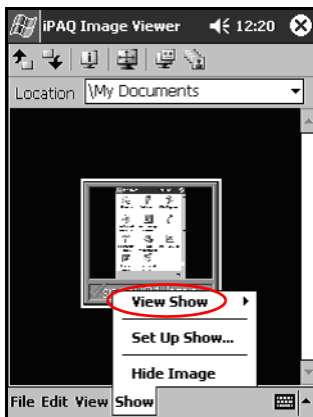 iPAQ Image Viewer 12:20
Location \My Documents
View Show
Set Up Show...
Hide Image
File Edit View Show